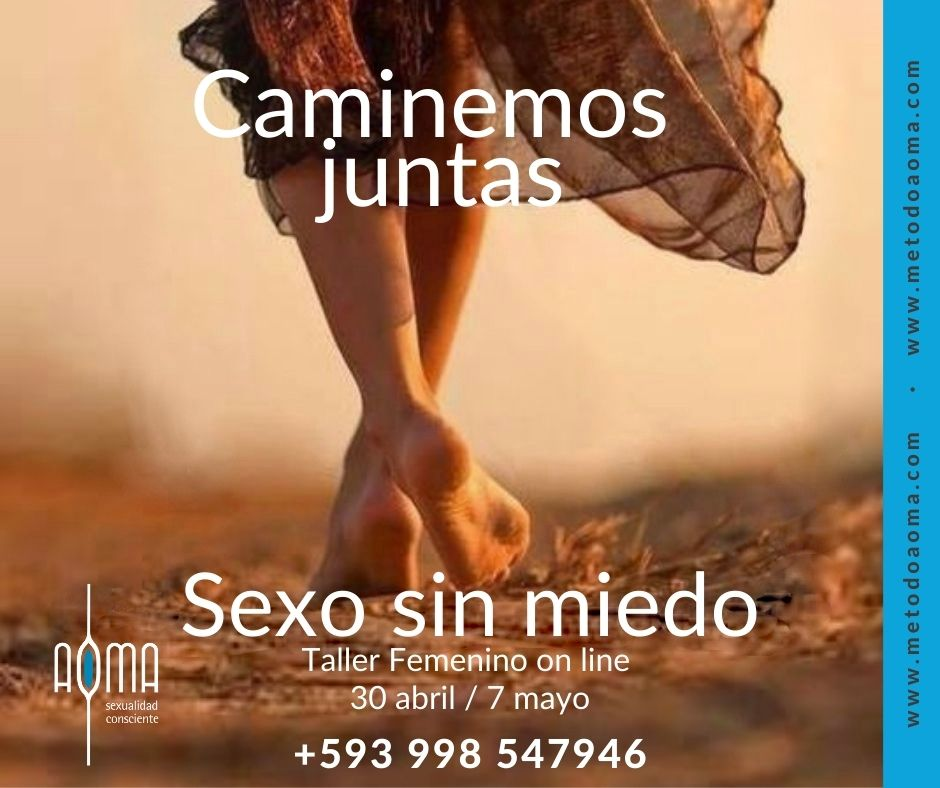 Caminemos
juntas
Sexo sin miedo
Taller Femenino on line
30 abril / 7 mayo
+593 998 547946
AOMA
sexualidad
consciente
www.metodoaoma.com • www.metodoaoma.com